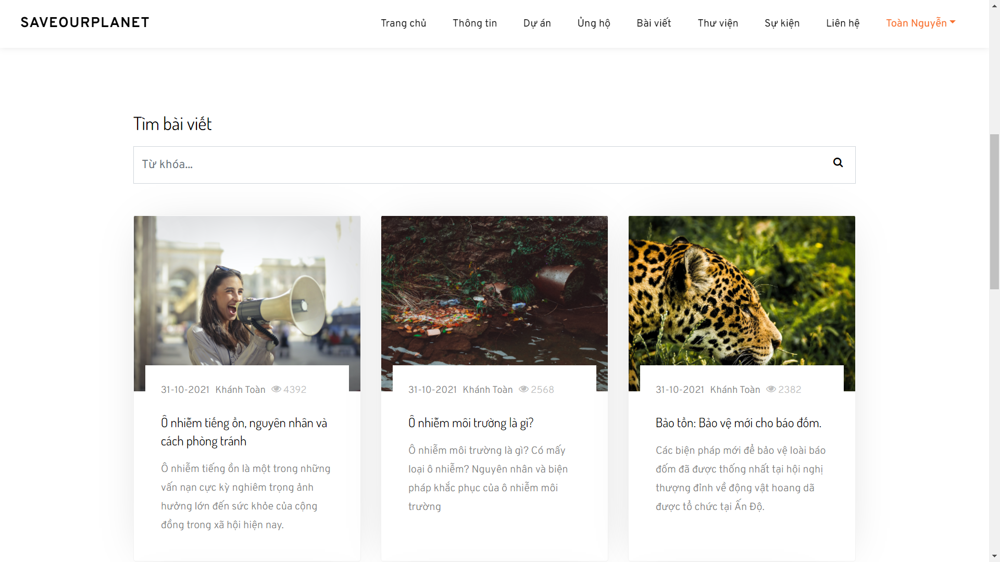 SAVEOURPLANET
Trang chủ
Thông tin
Dự án
Ủng hộ
Bài viết
Thư viện
Sự kiện
Liên hệ
Toàn Nguyễn
Tìm bài viết
Từ khóa...
31-10-2021 Khánh Toàn 4392
Ô nhiễm tiếng ồn, nguyên nhân và
cách phòng tránh
Ô nhiễm tiếng ồn là một trong những
vấn nạn cực kỳ nghiêm trọng ảnh
hưởng lớn đến sức khỏe của cộng
đồng trong xã hội hiện nay.
31-10-2021 Khánh Toàn 2568
Ô nhiễm môi trường là gì?
Ô nhiễm môi trường là gì? Có mấy
loại ô nhiễm? Nguyên nhân và biện
pháp khắc phục của ô nhiễm môi
trường
31-10-2021 Khánh Toàn 2382
Bảo tồn: Bảo vệ mới cho báo đốm.
Các biện pháp mới để bảo vệ loài báo
đốm đã được thống nhất tại hội nghị
thượng đỉnh về động vật hoang dã
được tổ chức tại Ấn Độ.